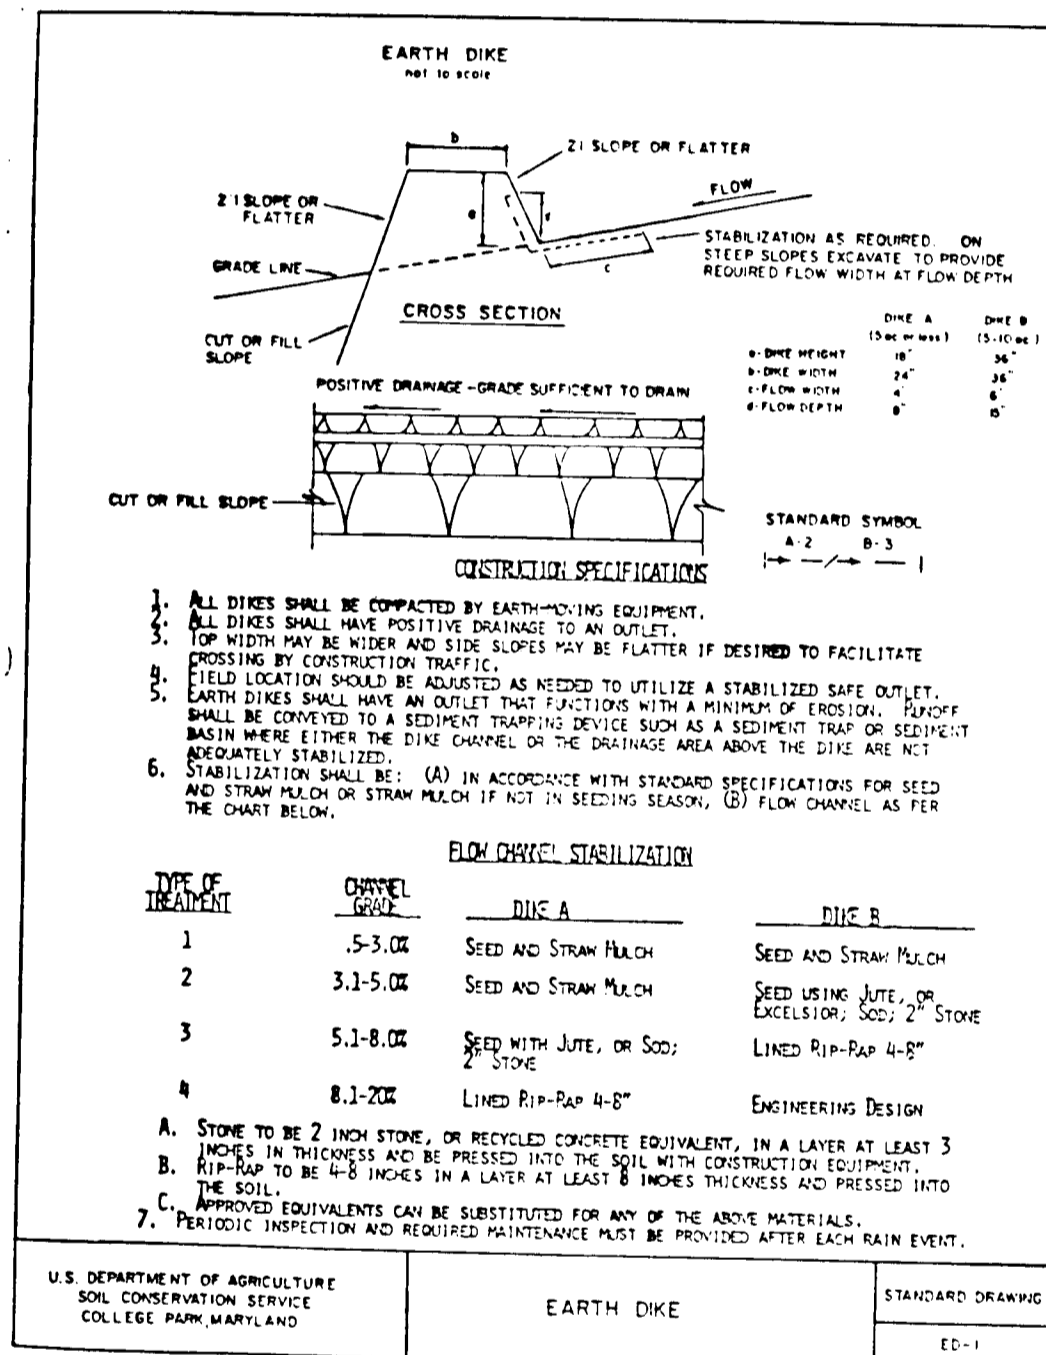 EARTH DIKE
not to scale
b
2:1 SLOPE OR FLATTER
FLOW
2:1 SLOPE OR
FLATTER
STABILIZATION AS REQUIRED. ON
STEEP SLOPES EXCAVATE TO PROVIDE
REQUIRED FLOW WIDTH AT FLOW DEPTH
c
GRADE LINE
CROSS SECTION
CUT OR FILL
SLOPE
DIKE A DIKE B
(5 ac or less) (5-10 ac)
a-DIKE HEIGHT 18" 36"
b-DIKE WIDTH 24" 36"
c-FLOW WIDTH 4' 6'
d-FLOW DEPTH 8" 15"
POSITIVE DRAINAGE-GRADE SUFFICIENT TO DRAIN
CUT OR FILL SLOPE
STANDARD SYMBOL
A-2 B-3
CONSTRUCTION SPECIFICATIONS
1. ALL DIKES SHALL BE COMPACTED BY EARTH-MOVING EQUIPMENT.
2. ALL DIKES SHALL HAVE POSITIVE DRAINAGE TO AN OUTLET.
3. TOP WIDTH MAY BE WIDER AND SIDE SLOPES MAY BE FLATTER IF DESIRED TO FACILITATE
CROSSING BY CONSTRUCTION TRAFFIC.
4. FIELD LOCATION SHOULD BE ADJUSTED AS NEEDED TO UTILIZE A STABILIZED SAFE OUTLET.
5. EARTH DIKES SHALL HAVE AN OUTLET THAT FUNCTIONS WITH A MINIMUM OF EROSION. RUNOFF
SHALL BE CONVEYED TO A SEDIMENT TRAPPING DEVICE SUCH AS A SEDIMENT TRAP OR SEDIMENT
BASIN WHERE EITHER THE DIKE CHANNEL OR THE DRAINAGE AREA ABOVE THE DIKE ARE NOT
ADEQUATELY STABILIZED.
6. STABILIZATION SHALL BE: (A) IN ACCORDANCE WITH STANDARD SPECIFICATIONS FOR SEED
AND STRAW MULCH OR STRAW MULCH IF NOT IN SEEDING SEASON, (B) FLOW CHANNEL AS PER
THE CHART BELOW.
FLOW CHANNEL STABILIZATION
TYPE OF
TREATMENT
CHANNEL
GRADE
DIKE A DIKE B
1 .5-3.0% SEED AND STRAW MULCH SEED AND STRAW MULCH
2 3.1-5.0% SEED AND STRAW MULCH SEED USING JUTE, OR
EXCELSIOR; SOD; 2" STONE
3 5.1-8.0% SEED WITH JUTE, OR SOD; LINED RIP-RAP 4-8"
2" STONE
4 8.1-20% LINED RIP-RAP 4-8" ENGINEERING DESIGN
A. STONE TO BE 2 INCH STONE, OR RECYCLED CONCRETE EQUIVALENT, IN A LAYER AT LEAST 3
INCHES IN THICKNESS AND BE PRESSED INTO THE SOIL WITH CONSTRUCTION EQUIPMENT.
B. RIP-RAP TO BE 4-8 INCHES IN A LAYER AT LEAST 8 INCHES THICKNESS AND PRESSED INTO
THE SOIL.
C. APPROVED EQUIVALENTS CAN BE SUBSTITUTED FOR ANY OF THE ABOVE MATERIALS.
7. PERIODIC INSPECTION AND REQUIRED MAINTENANCE MUST BE PROVIDED AFTER EACH RAIN EVENT.
U.S. DEPARTMENT OF AGRICULTURE
SOIL CONSERVATION SERVICE
COLLEGE PARK, MARYLAND
EARTH DIKE
STANDARD DRAWING
ED-1